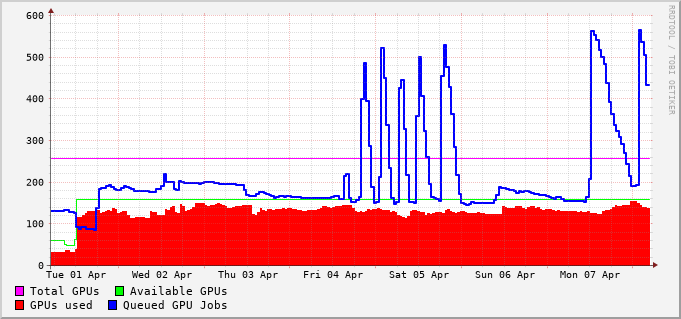 600
500
400
300
200
100
0
Tue 01 Apr Wed 02 Apr Thu 03 Apr Fri 04 Apr Sat 05 Apr Sun 06 Apr Mon 07 Apr
Total GPUs Available GPUs
GPUs used Queued GPU Jobs
RRDTOOL / TOBI OETIKER